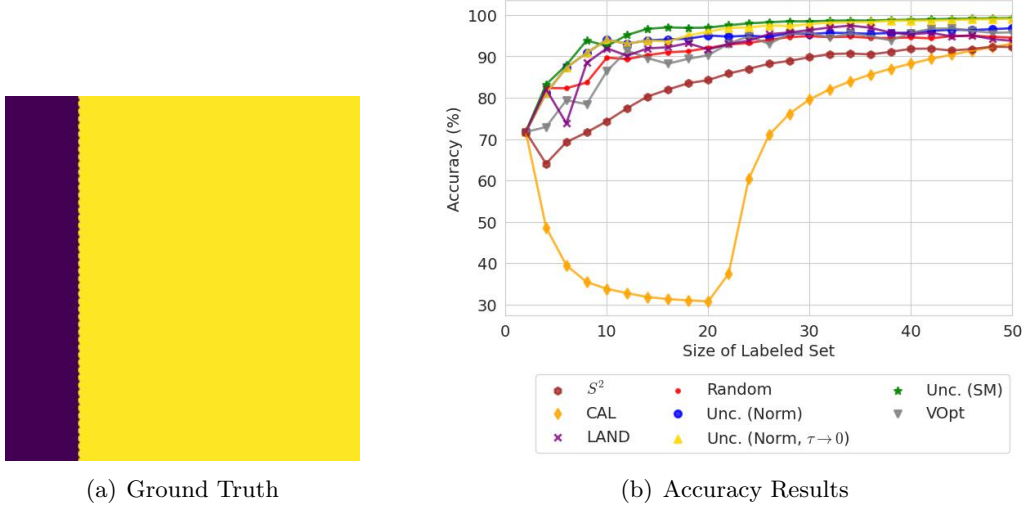 100
90
80
70
60
50
40
30
Accuracy (%)
0 10 20 30 40 50
Size of Labeled Set
S² Random Unc. (SM)
CAL Unc. (Norm) VOpt
LAND Unc. (Norm, τ→0)
(a) Ground Truth (b) Accuracy Results